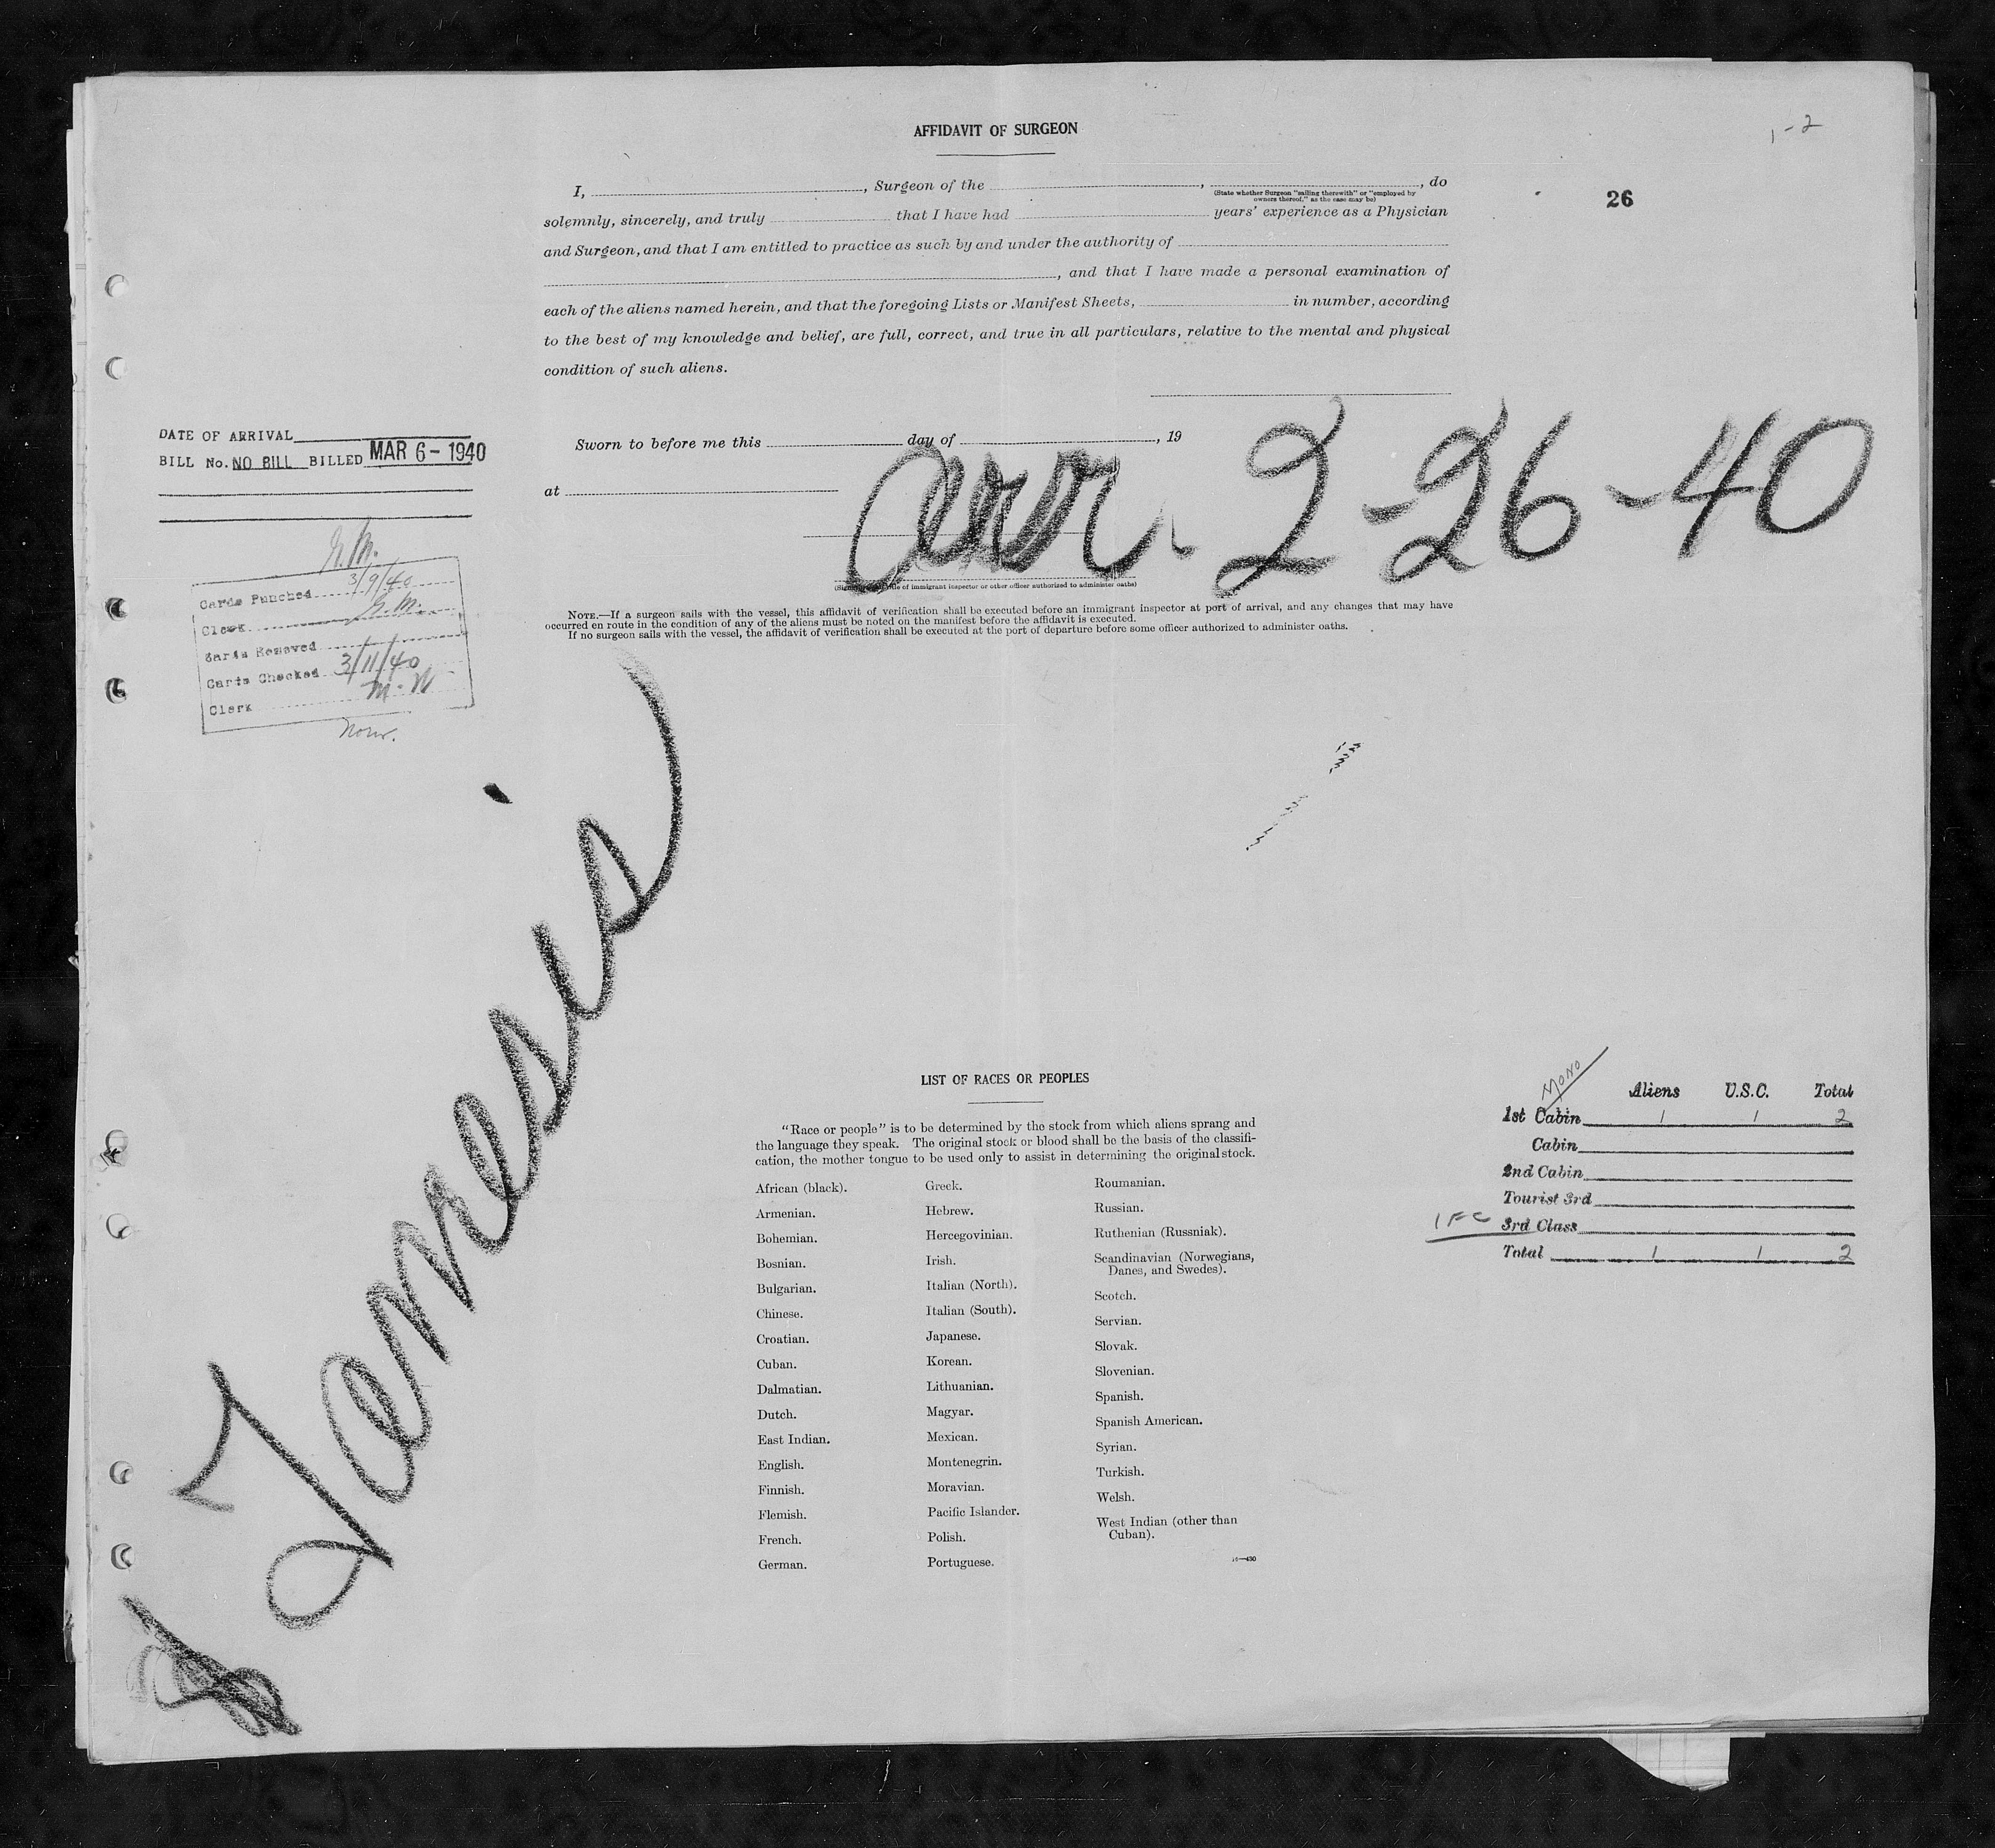 AFFIDAVIT OF SURGEON
1-2
26
I, , Surgeon of the , , do
(State whether Surgeon "sailing therewith" or "employed by
owners thereof," as the case may be)
solemnly, sincerely, and truly that I have had years' experience as a Physician
and Surgeon, and that I am entitled to practice as such by and under the authority of
, and that I have made a personal examination of
each of the aliens named herein, and that the foregoing Lists or Manifest Sheets, in number, according
to the best of my knowledge and belief, are full, correct, and true in all particulars, relative to the mental and physical
condition of such aliens.
DATE OF ARRIVAL
BILL No. NO BILL BILLED MAR 6 - 1940
Sworn to before me this day of , 19
at
arr. 2-26-40
of immigrant inspector or other officer authorized to administer oaths)
NOTE.—If a surgeon sails with the vessel, this affidavit of verification shall be executed before an immigrant inspector at port of arrival, and any changes that may have
occurred en route in the condition of any of the aliens must be noted on the manifest before the affidavit is executed.
If no surgeon sails with the vessel, the affidavit of verification shall be executed at the port of departure before some officer authorized to administer oaths.
Cards Punched 3/9/40
Clerk
Cards Removed
Cards Checked 3/11/40
Clerk M.W
LIST OF RACES OR PEOPLES
"Race or people" is to be determined by the stock from which aliens sprang and
the language they speak. The original stock or blood shall be the basis of the classifi-
cation, the mother tongue to be used only to assist in determining the original stock.
African (black).
Armenian.
Bohemian.
Bosnian.
Bulgarian.
Chinese.
Croatian.
Cuban.
Dalmatian.
Dutch.
East Indian.
English.
Finnish.
Flemish.
French.
German.
Greek.
Hebrew.
Hercegovinian.
Irish.
Italian (North).
Italian (South).
Japanese.
Korean.
Lithuanian.
Magyar.
Mexican.
Montenegrin.
Moravian.
Pacific Islander.
Polish.
Portuguese.
Roumanian.
Russian.
Ruthenian (Russniak).
Scandinavian (Norwegians,
Danes, and Swedes).
Scotch.
Servian.
Slovak.
Slovenian.
Spanish.
Spanish American.
Syrian.
Turkish.
Welsh.
West Indian (other than
Cuban).
MONO
Aliens U.S.C. Total
1st Cabin 1 1 2
Cabin
2nd Cabin
Tourist 3rd
1 FC 3rd Class
Total 1 1 2